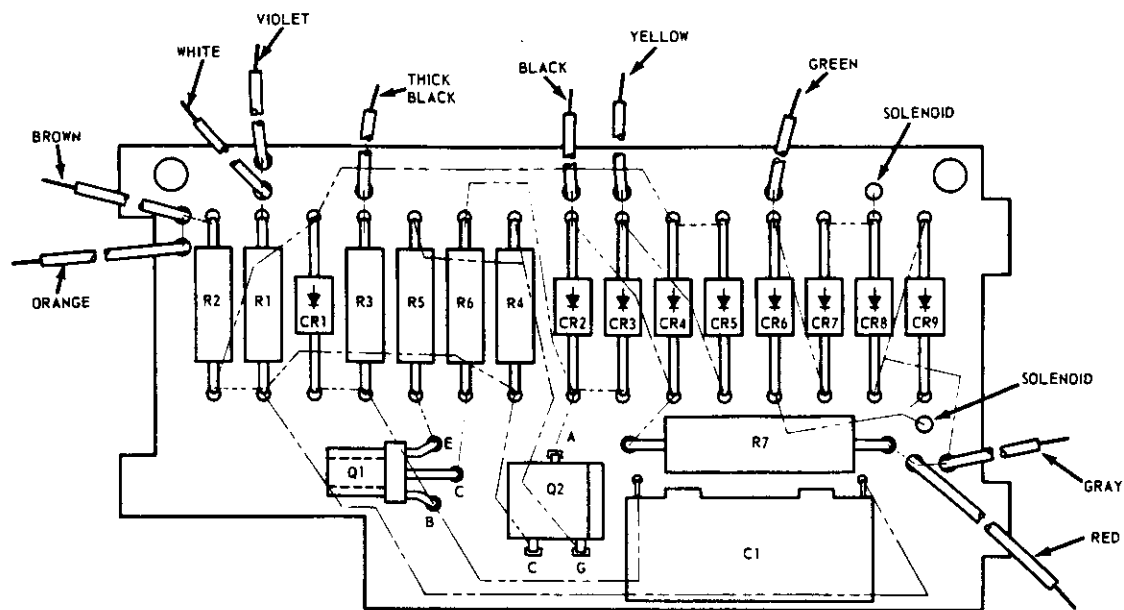 VIOLET
WHITE
YELLOW
THICK
BLACK
BLACK
GREEN
SOLENOID
BROWN
ORANGE
R2
R1
CR1
R3
R5
R6
R4
CR2
CR3
CR4
CR5
CR6
CR7
CR8
CR9
SOLENOID
R7
E
A
Q1
C
Q2
B
GRAY
C1
RED
C
G